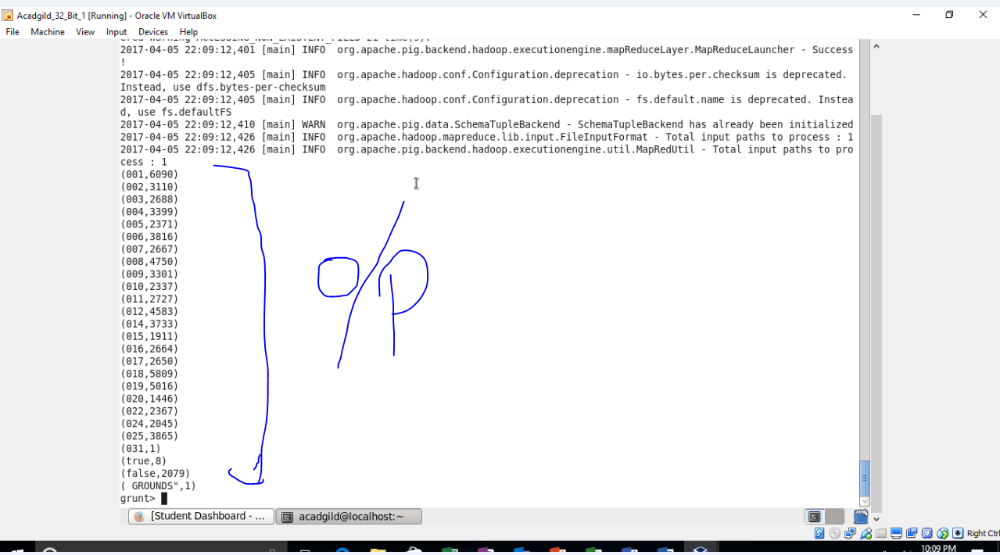 Acadgild_32_Bit_1 [Running] - Oracle VM VirtualBox
File Machine View Input Devices Help
2017-04-05 22:09:12,401 [main] INFO  org.apache.pig.backend.hadoop.executionengine.mapReduceLayer.MapReduceLauncher - Success
!
2017-04-05 22:09:12,405 [main] INFO  org.apache.hadoop.conf.Configuration.deprecation - io.bytes.per.checksum is deprecated.
Instead, use dfs.bytes-per-checksum
2017-04-05 22:09:12,405 [main] INFO  org.apache.hadoop.conf.Configuration.deprecation - fs.default.name is deprecated. Instea
d, use fs.defaultFS
2017-04-05 22:09:12,410 [main] WARN  org.apache.pig.data.SchemaTupleBackend - SchemaTupleBackend has already been initialized
2017-04-05 22:09:12,426 [main] INFO  org.apache.hadoop.mapreduce.lib.input.FileInputFormat - Total input paths to process : 1
2017-04-05 22:09:12,426 [main] INFO  org.apache.pig.backend.hadoop.executionengine.util.MapRedUtil - Total input paths to pro
cess : 1
(001,6090)
(002,3110)
(003,2688)
(004,3399)
(005,2371)
(006,3816)
(007,2667)
(008,4750)
(009,3301)
(010,2337)
(011,2727)
(012,4583)
(014,3733)
(015,1911)
(016,2664)
(017,2650)
(018,5809)
(019,5016)
(020,1446)
(022,2367)
(024,2045)
(025,3865)
(031,1)
(true,8)
(false,2079)
( GROUNDS",1)
grunt>
O/P
[Student Dashboard - ...
acadgild@localhost:~
Right Ctrl
10:09 PM